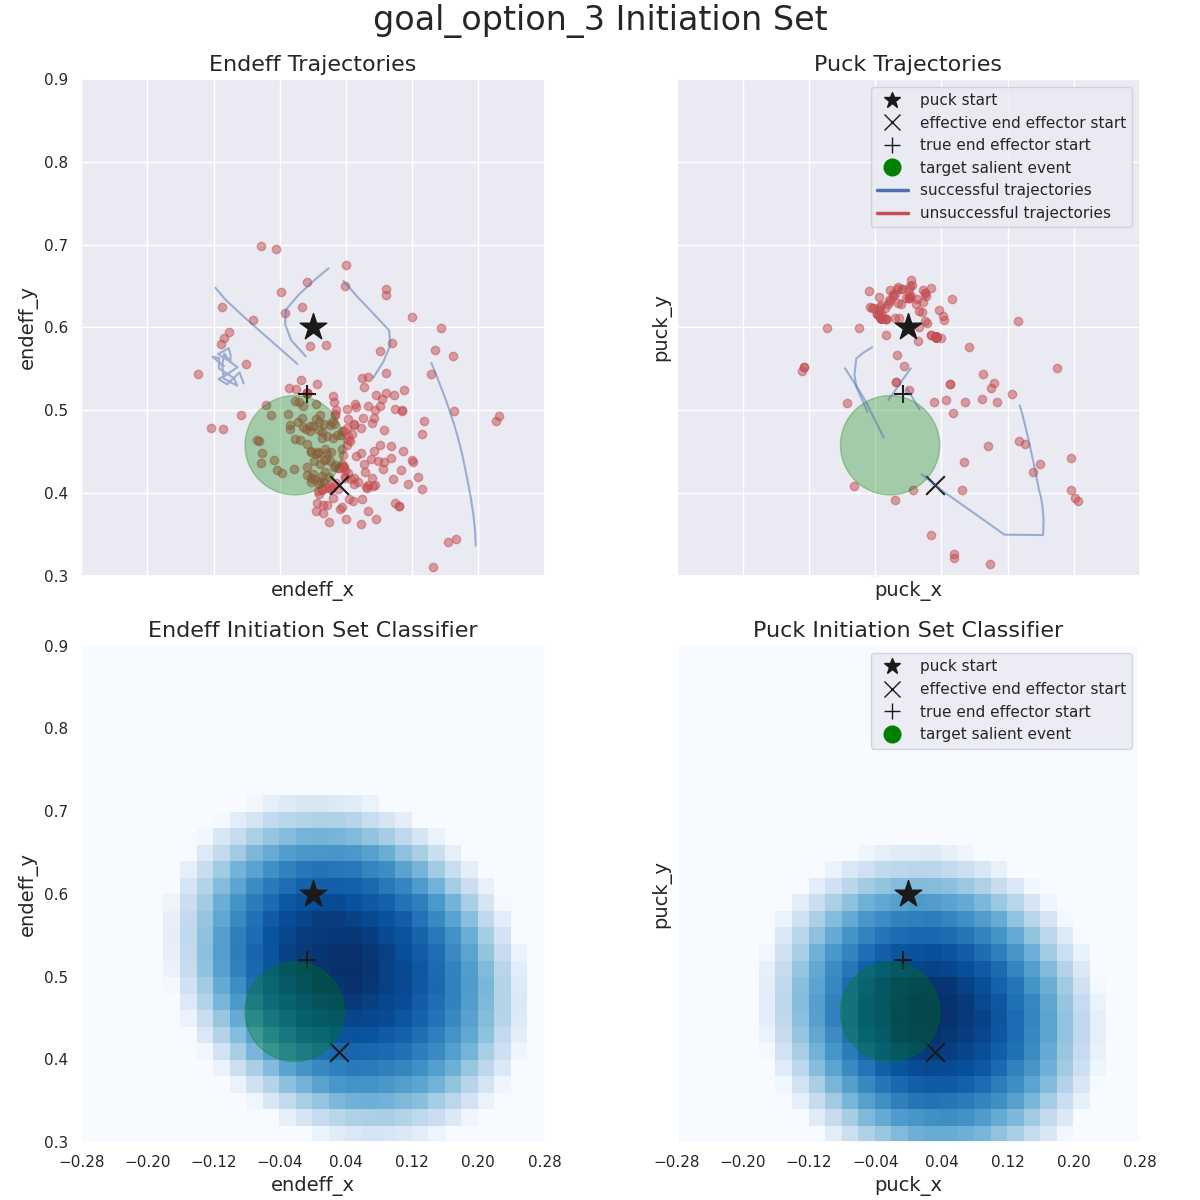 goal_option_3 Initiation Set
Endeff Trajectories
Puck Trajectories
0.9
0.8
0.7
0.6
0.5
0.4
0.3
endeff_y
endeff_x
puck_y
puck_x
puck start
effective end effector start
true end effector start
target salient event
successful trajectories
unsuccessful trajectories
Endeff Initiation Set Classifier
Puck Initiation Set Classifier
0.9
0.8
0.7
0.6
0.5
0.4
0.3
endeff_y
−0.28 −0.20 −0.12 −0.04 0.04 0.12 0.20 0.28
endeff_x
puck_y
puck start
effective end effector start
true end effector start
target salient event
−0.28 −0.20 −0.12 −0.04 0.04 0.12 0.20 0.28
puck_x